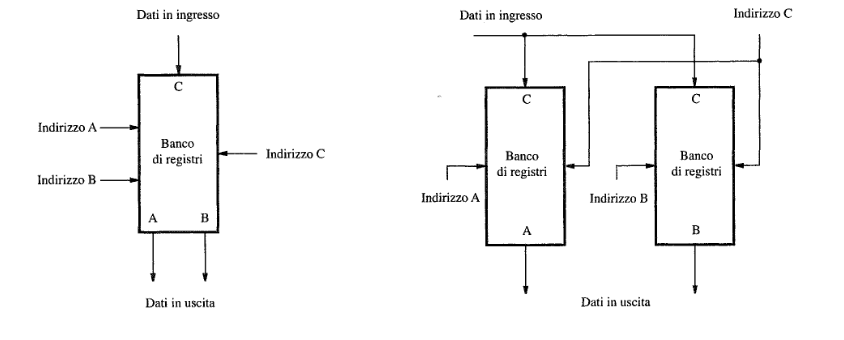 Dati in ingresso
C
Indirizzo A
Banco
di registri
Indirizzo C
Indirizzo B
A B
Dati in uscita
Dati in ingresso
Indirizzo C
C
C
Banco
di registri
Banco
di registri
Indirizzo A
Indirizzo B
A
B
Dati in uscita